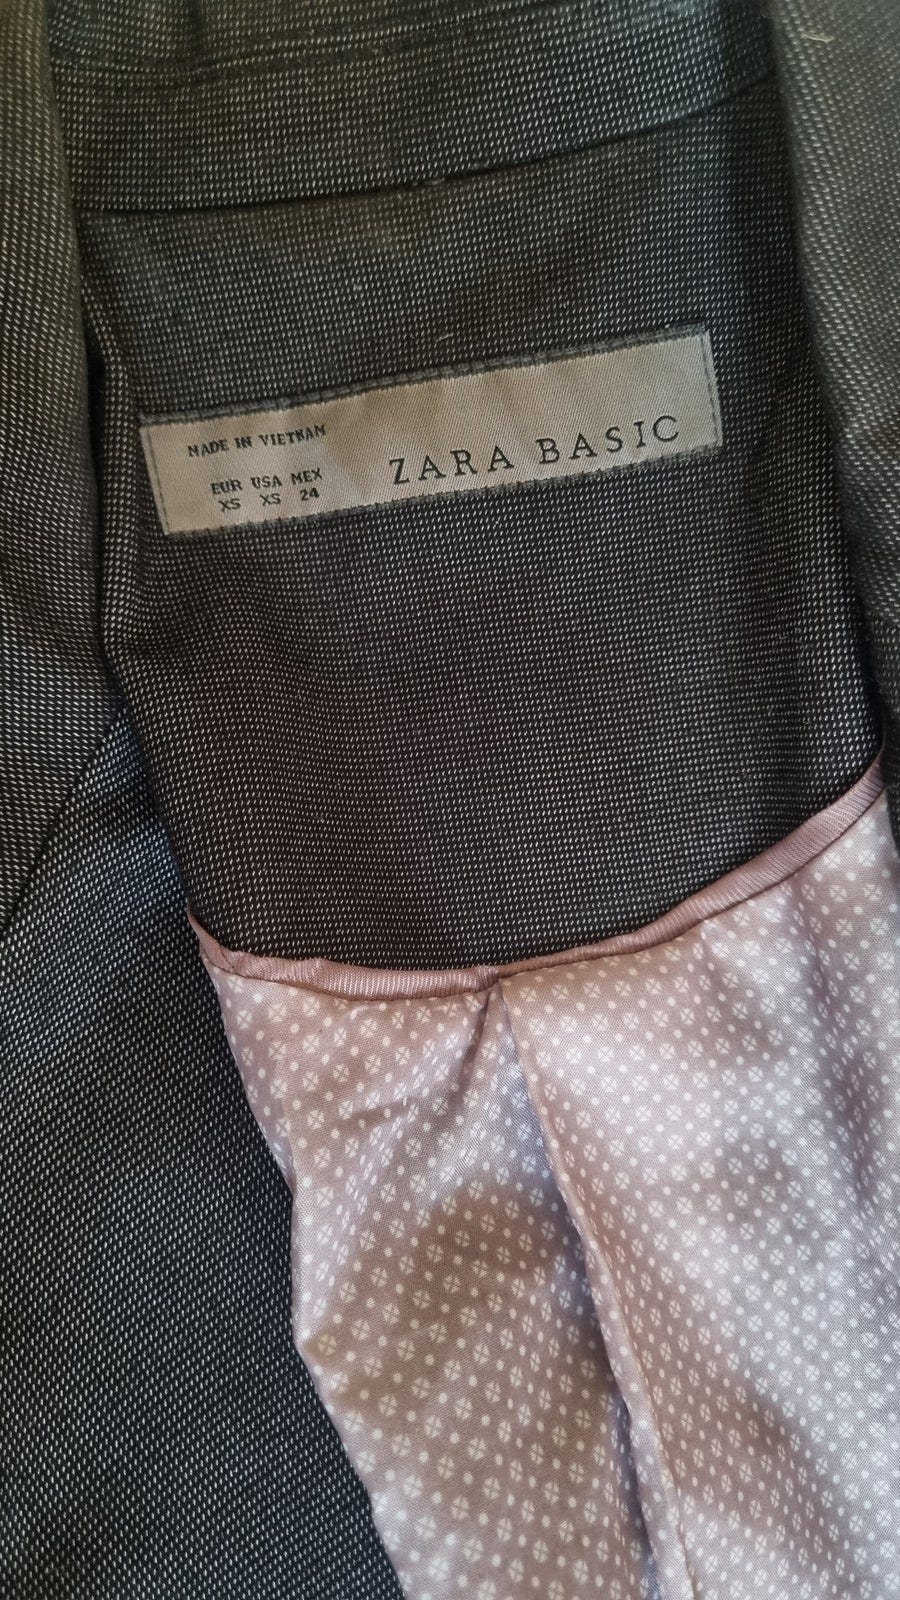 MADE IN VIETNAM
EUR USA MEX
XS XS 24
ZARA BASIC